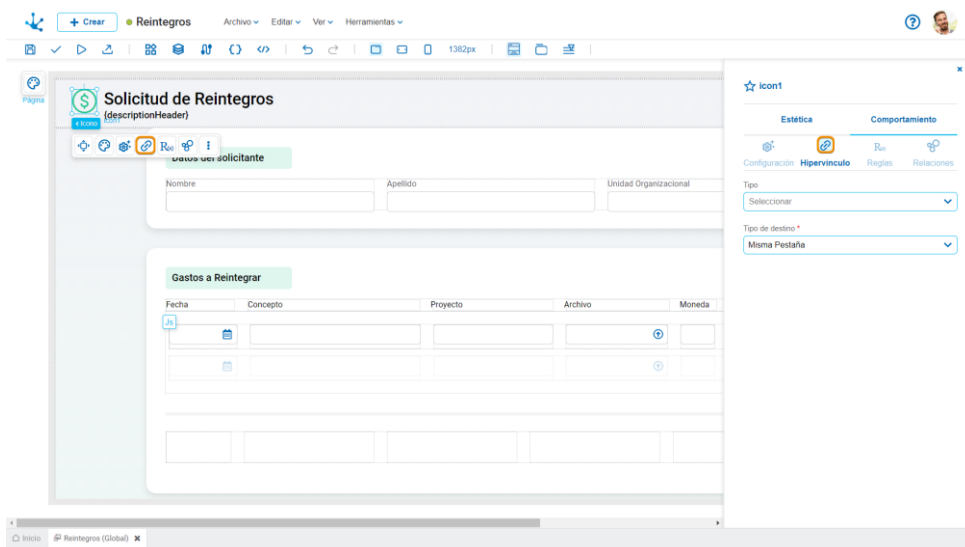 + Crear
Reintegros
Archivo
Editar
Ver
Herramientas
1382px
Página
Solicitud de Reintegros
{descriptionHeader}
Icono
icon1
Datos del solicitante
Nombre
Apellido
Unidad Organizacional
Gastos a Reintegrar
Fecha
Concepto
Proyecto
Archivo
Moneda
Js
icon1
Estética
Comportamiento
Configuración
Hipervínculo
Reglas
Relaciones
Tipo
Seleccionar
Tipo de destino *
Misma Pestaña
Inicio
Reintegros (Global)